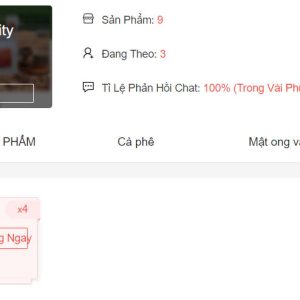 ity
Sản Phẩm: 9
Đang Theo: 3
Tỉ Lệ Phản Hồi Chat: 100% (Trong Vài Ph
PHẨM
Cà phê
Mật ong v
x4
g Ngay